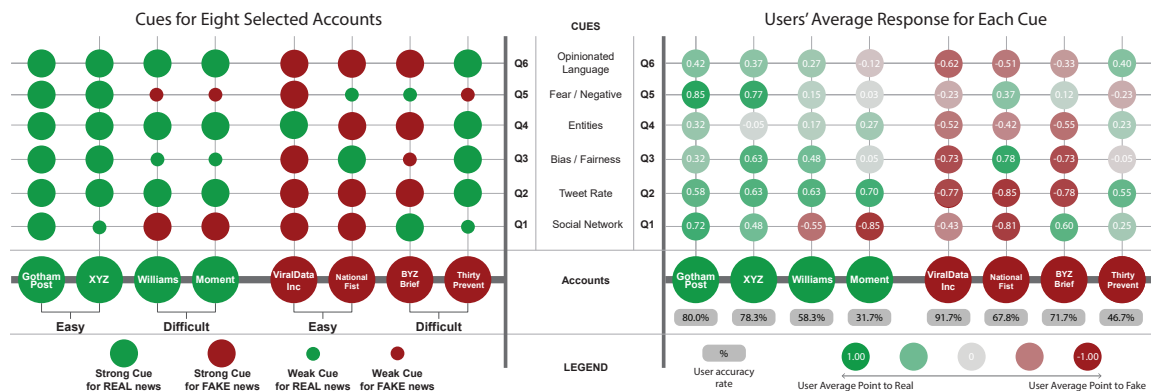 Cues for Eight Selected Accounts
CUES
Users' Average Response for Each Cue
Q6 Opinionated Language Q6 0.42 0.37 0.27 -0.12 -0.62 -0.51 -0.33 0.40
Q5 Fear / Negative Q5 0.85 0.77 0.15 0.03 -0.23 0.37 0.12 -0.23
Q4 Entities Q4 0.32 -0.05 0.17 0.27 -0.52 -0.42 -0.55 0.23
Q3 Bias / Fairness Q3 0.32 0.63 0.48 0.05 -0.73 0.78 -0.73 -0.05
Q2 Tweet Rate Q2 0.58 0.63 0.63 0.70 -0.77 -0.85 -0.78 0.55
Q1 Social Network Q1 0.72 0.48 -0.55 -0.85 -0.43 -0.81 0.60 0.25
Gotham Post XYZ Williams Moment ViralData Inc National Fist BYZ Brief Thirty Prevent
Accounts
Gotham Post XYZ Williams Moment ViralData Inc National Fist BYZ Brief Thirty Prevent
Easy Difficult Easy Difficult
80.0% 78.3% 58.3% 31.7% 91.7% 67.8% 71.7% 46.7%
LEGEND
Strong Cue for REAL news
Strong Cue for FAKE news
Weak Cue for REAL news
Weak Cue for FAKE news
%
User accuracy rate
1.00 0 -1.00
User Average Point to Real
User Average Point to Fake